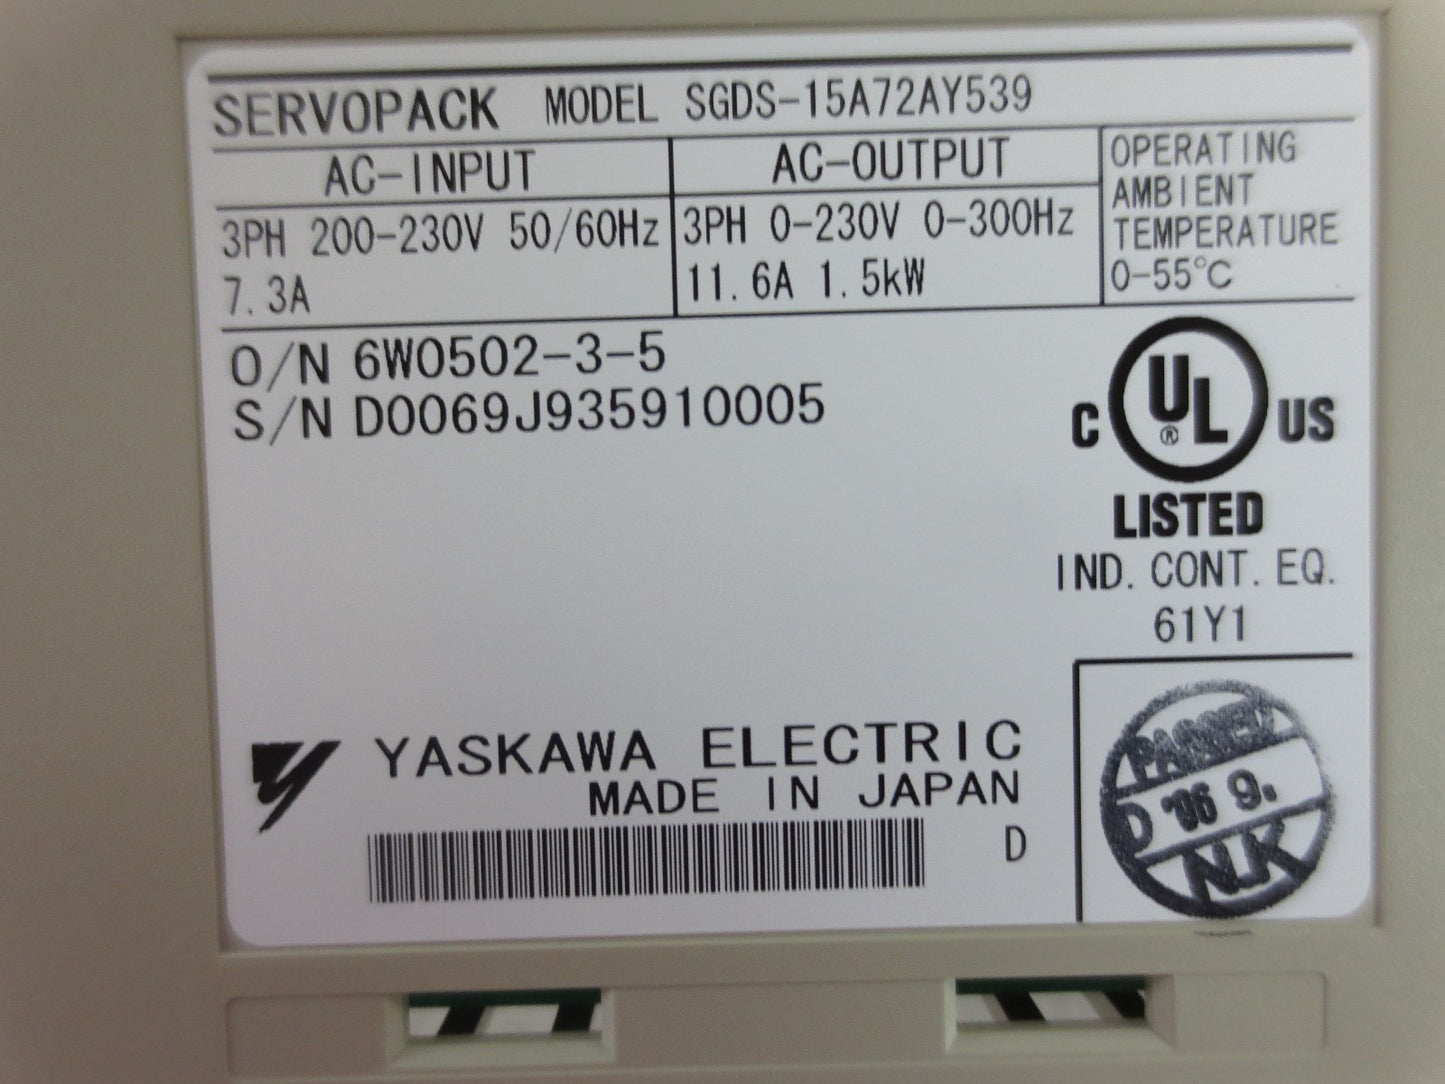 SERVOPACK MODEL SGDS-15A72AY539
AC-INPUT
3PH 200-230V 50/60Hz
7.3A
AC-OUTPUT
3PH 0-230V 0-300Hz
11.6A 1.5kW
OPERATING
AMBIENT
TEMPERATURE
0-55°C
O/N 6W0502-3-5
S/N D0069J935910005
C UL ® US
LISTED
IND. CONT. EQ.
61Y1
YASKAWA ELECTRIC
MADE IN JAPAN
D
PASSED
D '06 9.
N.K